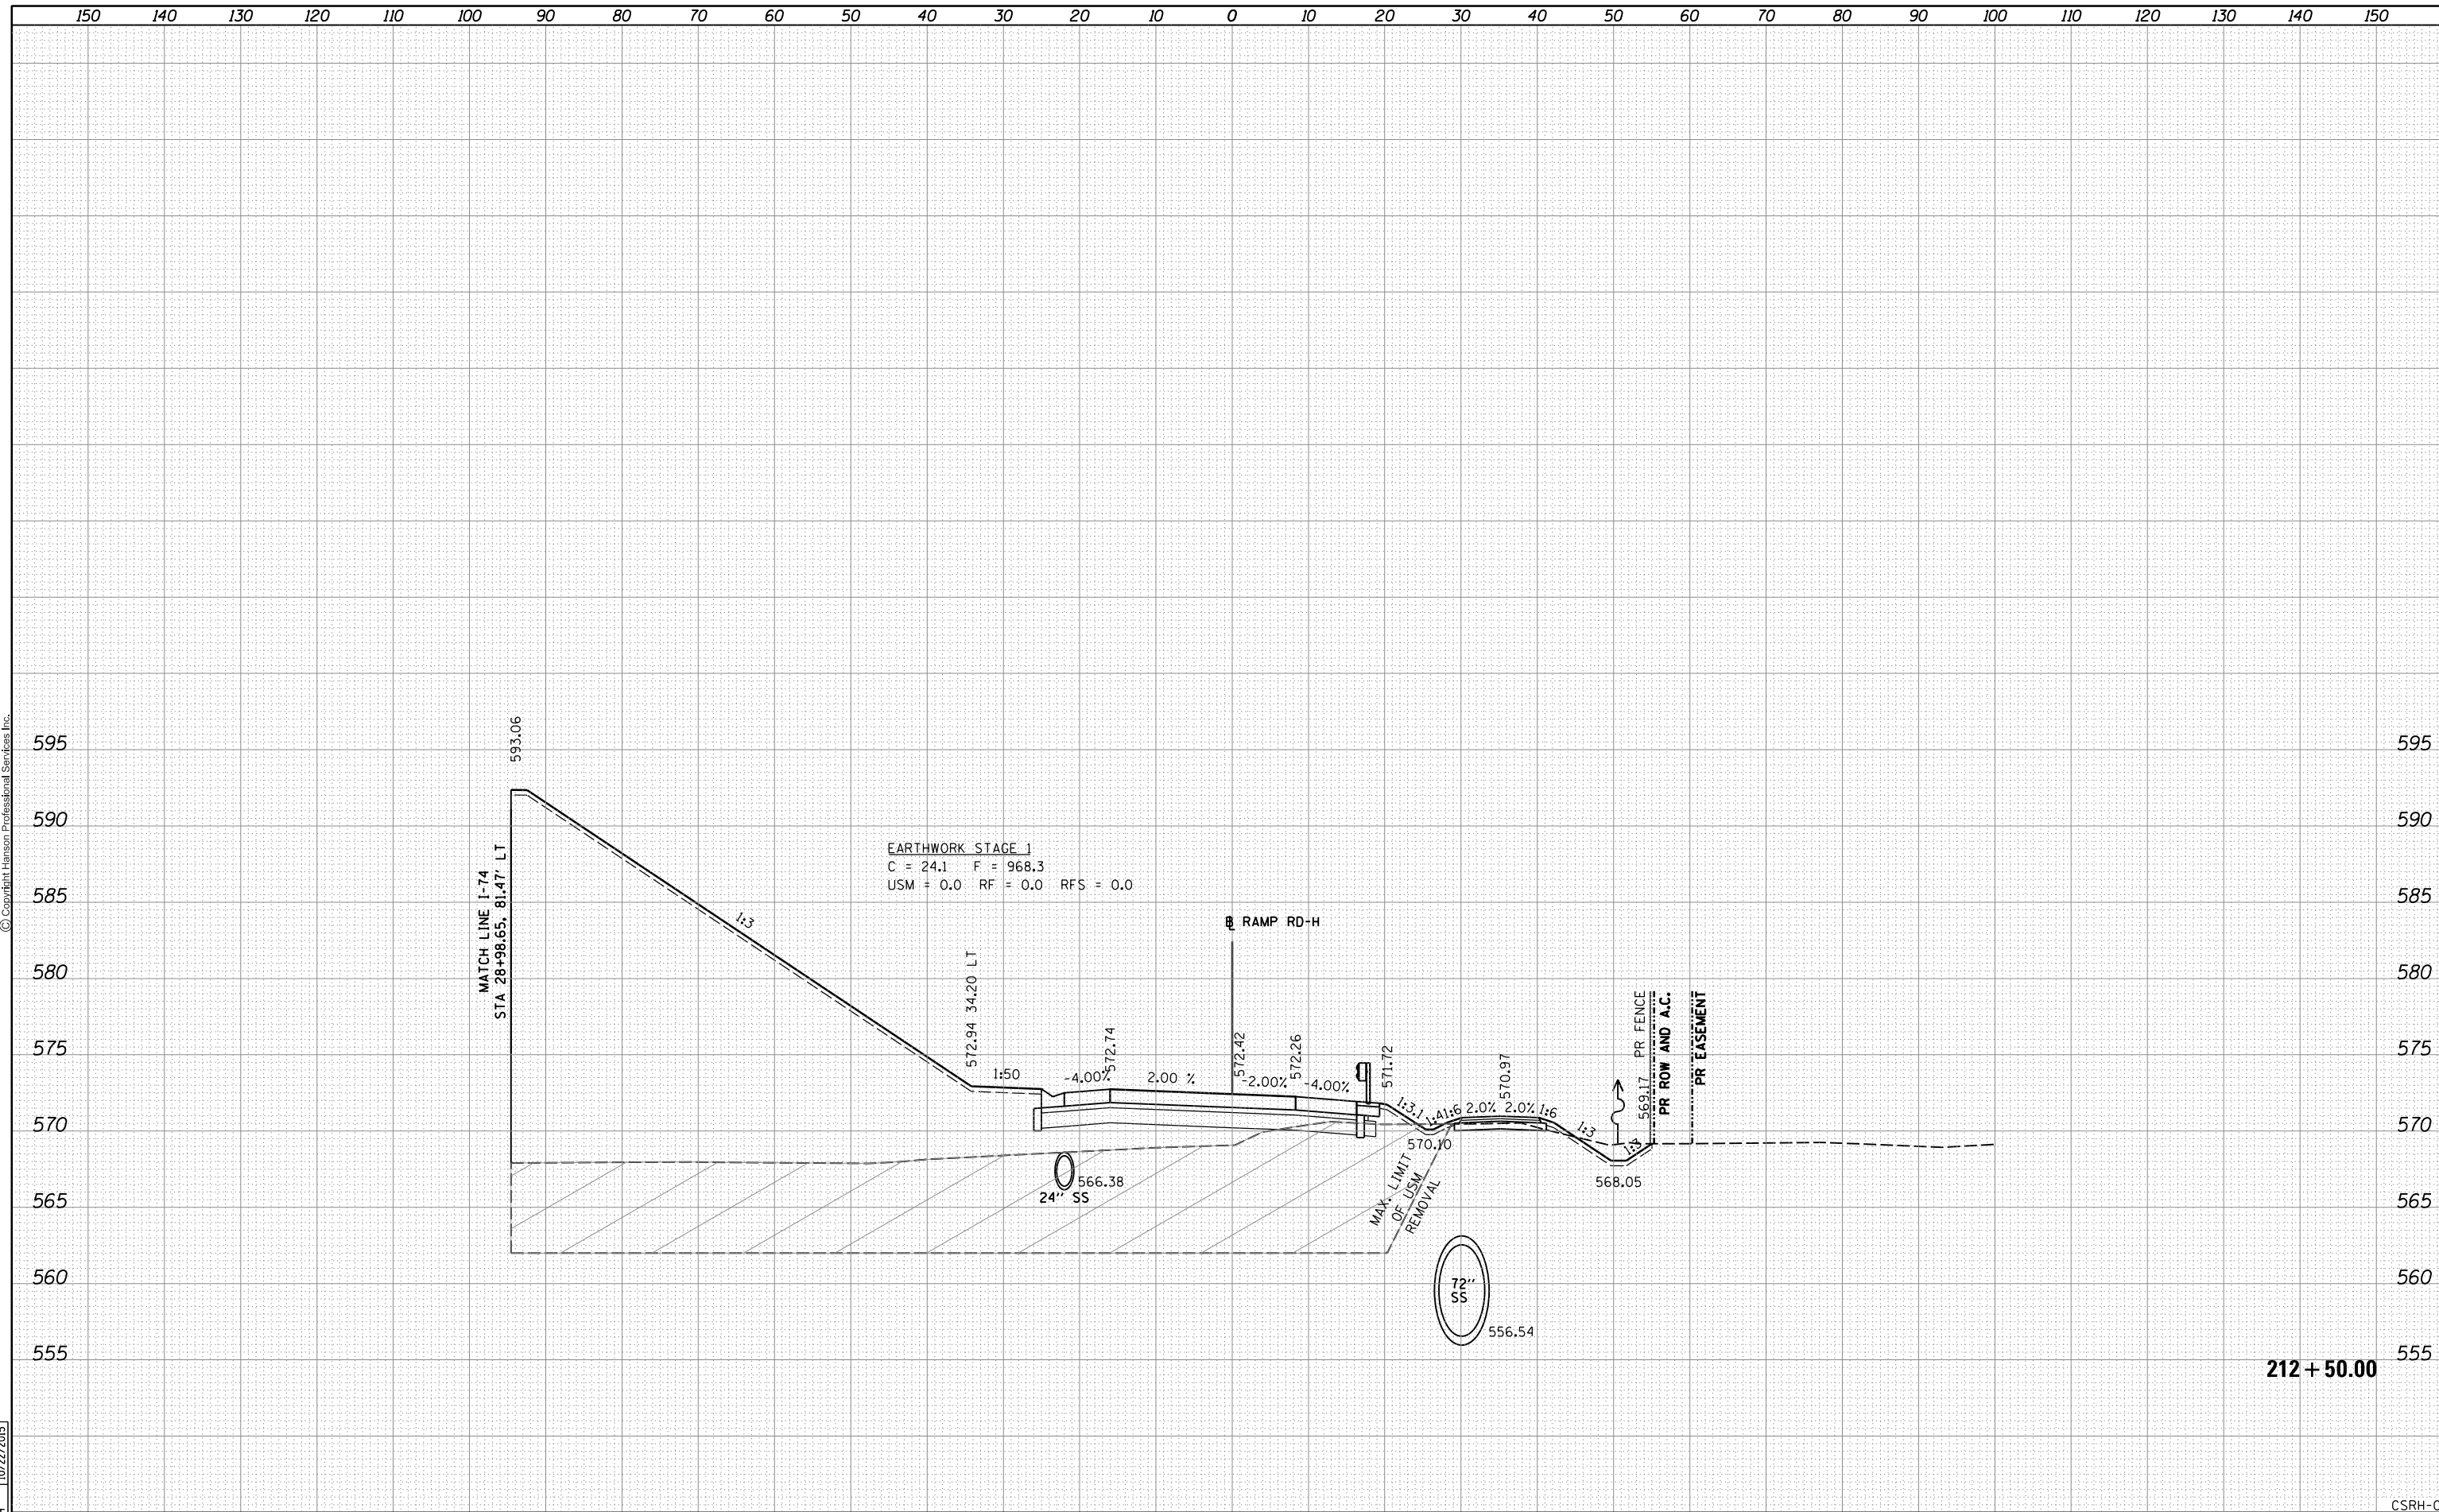 150 140 130 120 110 100 90 80 70 60 50 40 30 20 10 0 10 20 30 40 50 60 70 80 90 100 110 120 130 140 150
595 595
590 590
585 585
580 580
575 575
570 570
565 565
560 560
555 555
593.06
MATCH LINE I-74
STA 28+98.65, 81.47' LT
1:3
EARTHWORK STAGE 1
C = 24.1 F = 968.3
USM = 0.0 RF = 0.0 RFS = 0.0
℄ RAMP RD-H
572.94 34.20 LT
1:50
-4.00%
572.74
2.00 %
572.42
-2.00%
572.26
-4.00%
571.72
1:3.1
1:4
1:6
2.0%
570.97
2.0%
1:6
1:3
1:3
570.10
568.05
569.17 PR FENCE
PR ROW AND A.C.
PR EASEMENT
MAX. LIMIT
OF USM
REMOVAL
566.38
24" SS
72"
SS
556.54
212+50.00
© Copyright Hanson Professional Services Inc.
10/22/2015